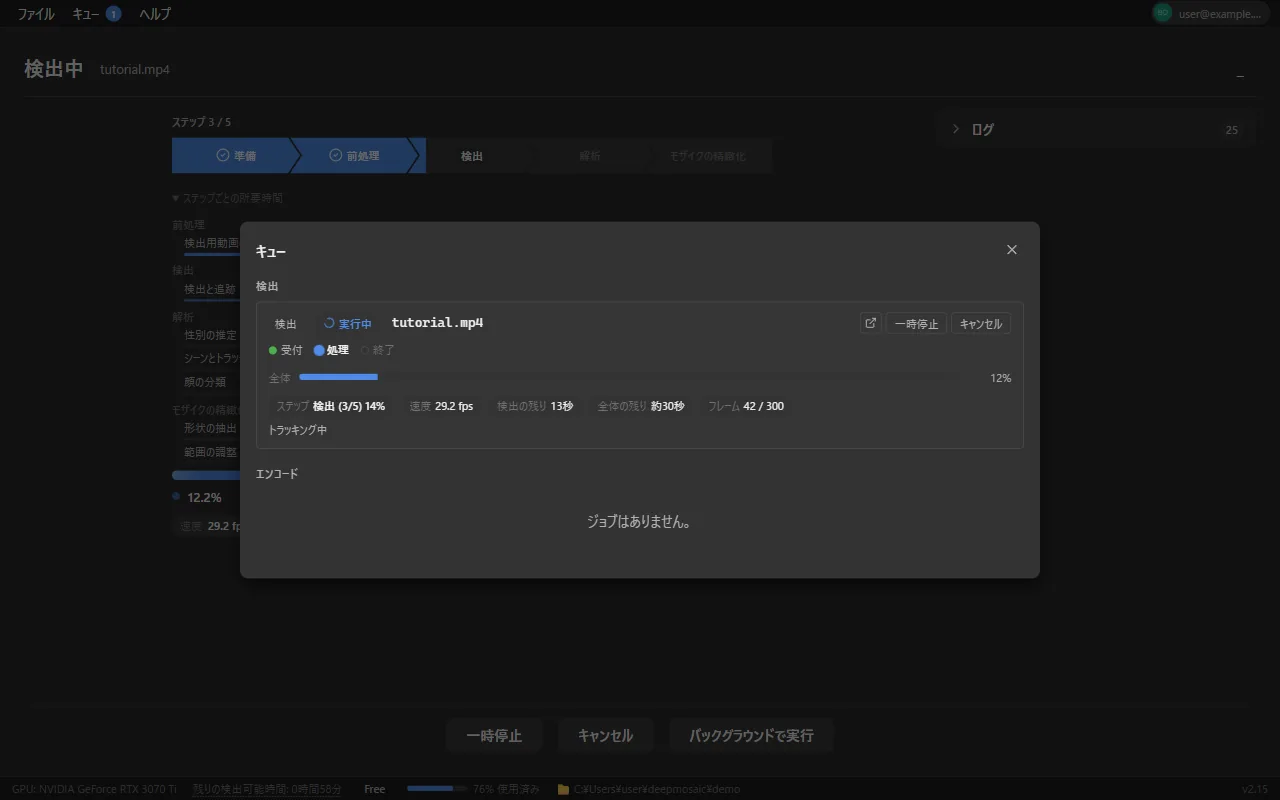 ファイル キュー 1 ヘルプ user@example....
検出中 tutorial.mp4
ステップ 3 / 5
準備 前処理 検出 解析 モザイクの精緻化
ログ 25
▼ ステップごとの所要時間
前処理
検出用動画
検出
検出と追跡
解析
性別の推定
シーンとトラッ
顔の分類
モザイクの精緻
形状の抽出
範囲の調整
12.2%
速度 29.2 fp
キュー
検出
検出 実行中 tutorial.mp4 一時停止 キャンセル
受付 処理 終了
全体 12%
ステップ 検出 (3/5) 14% 速度 29.2 fps 検出の残り 13秒 全体の残り 約30秒 フレーム 42 / 300
トラッキング中
エンコード
ジョブはありません。
一時停止 キャンセル バックグラウンドで実行
GPU: NVIDIA GeForce RTX 3070 Ti 残りの検出可能時間: 0時間58分 Free 76% 使用済み C:¥Users¥user¥deepmosaic¥demo v2.15